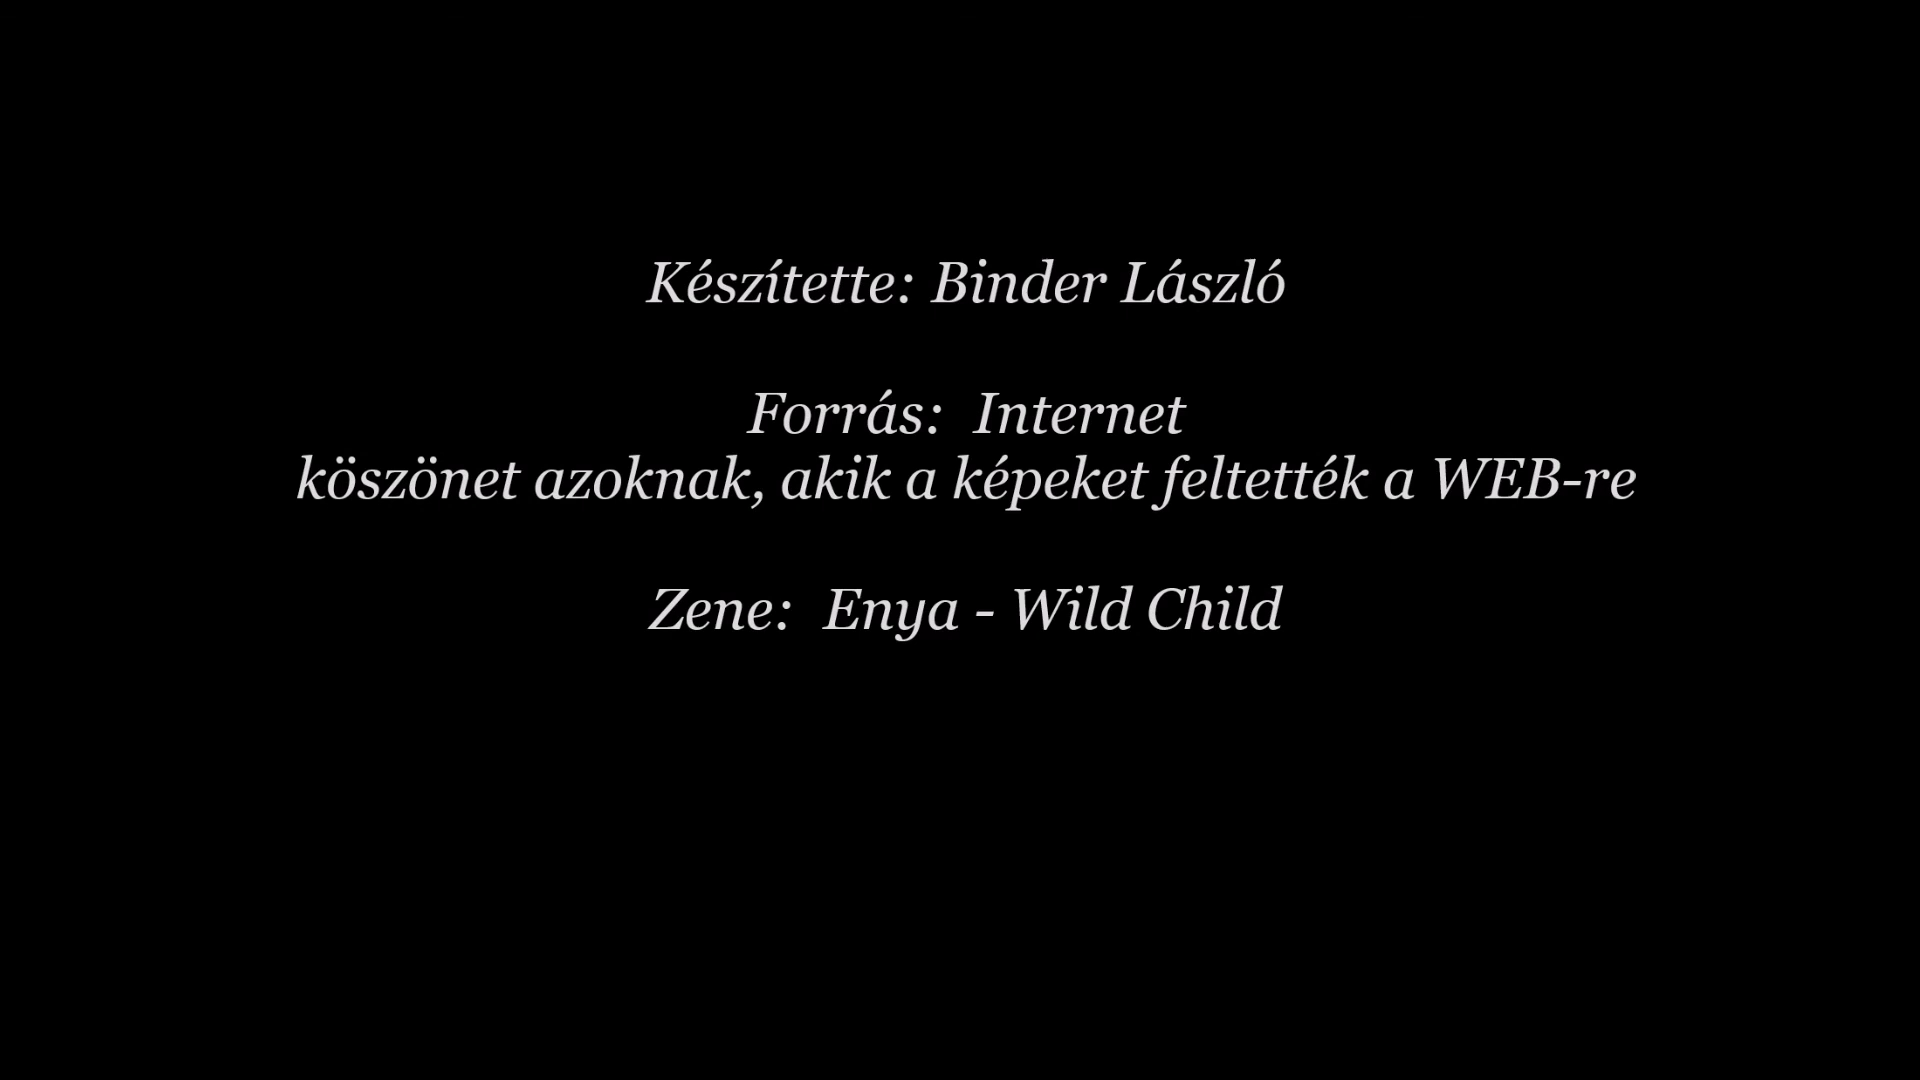 Készítette: Binder László
Forrás:  Internet
köszönet azoknak, akik a képeket feltették a WEB-re
Zene:  Enya - Wild Child